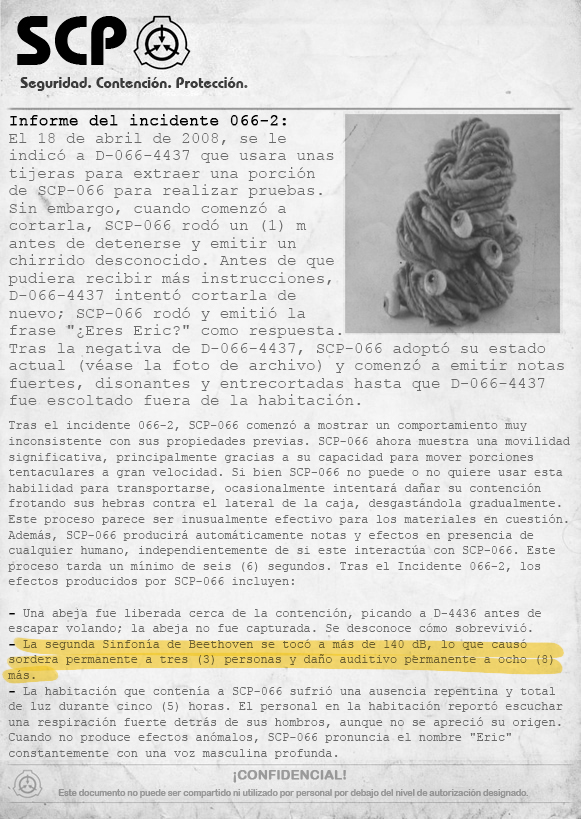 SCP
Seguridad. Contención. Protección.
Informe del incidente 066-2:
El 18 de abril de 2008, se le
indicó a D-066-4437 que usara unas
tijeras para extraer una porción
de SCP-066 para realizar pruebas.
Sin embargo, cuando comenzó a
cortarla, SCP-066 rodó un (1) m
antes de detenerse y emitir un
chirrido desconocido. Antes de que
pudiera recibir más instrucciones,
D-066-4437 intentó cortarla de
nuevo; SCP-066 rodó y emitió la
frase "¿Eres Eric?" como respuesta.
Tras la negativa de D-066-4437, SCP-066 adoptó su estado
actual (véase la foto de archivo) y comenzó a emitir notas
fuertes, disonantes y entrecortadas hasta que D-066-4437
fue escoltado fuera de la habitación.
Tras el incidente 066-2, SCP-066 comenzó a mostrar un comportamiento muy
inconsistente con sus propiedades previas. SCP-066 ahora muestra una movilidad
significativa, principalmente gracias a su capacidad para mover porciones
tentaculares a gran velocidad. Si bien SCP-066 no puede o no quiere usar esta
habilidad para transportarse, ocasionalmente intentará dañar su contención
frotando sus hebras contra el lateral de la caja, desgastándola gradualmente.
Este proceso parece ser inusualmente efectivo para los materiales en cuestión.
Además, SCP-066 producirá automáticamente notas y efectos en presencia de
cualquier humano, independientemente de si este interactúa con SCP-066. Este
proceso tarda un mínimo de seis (6) segundos. Tras el Incidente 066-2, los
efectos producidos por SCP-066 incluyen:
- Una abeja fue liberada cerca de la contención, picando a D-4436 antes de
escapar volando; la abeja no fue capturada. Se desconoce cómo sobrevivió.
- La segunda Sinfonía de Beethoven se tocó a más de 140 dB, lo que causó
sordera permanente a tres (3) personas y daño auditivo permanente a ocho (8)
más.
- La habitación que contenía a SCP-066 sufrió una ausencia repentina y total
de luz durante cinco (5) horas. El personal en la habitación reportó escuchar
una respiración fuerte detrás de sus hombros, aunque no se apreció su origen.
Cuando no produce efectos anómalos, SCP-066 pronuncia el nombre "Eric"
constantemente con una voz masculina profunda.
¡CONFIDENCIAL!
Este documento no puede ser compartido ni utilizado por personal por debajo del nivel de autorización designado.